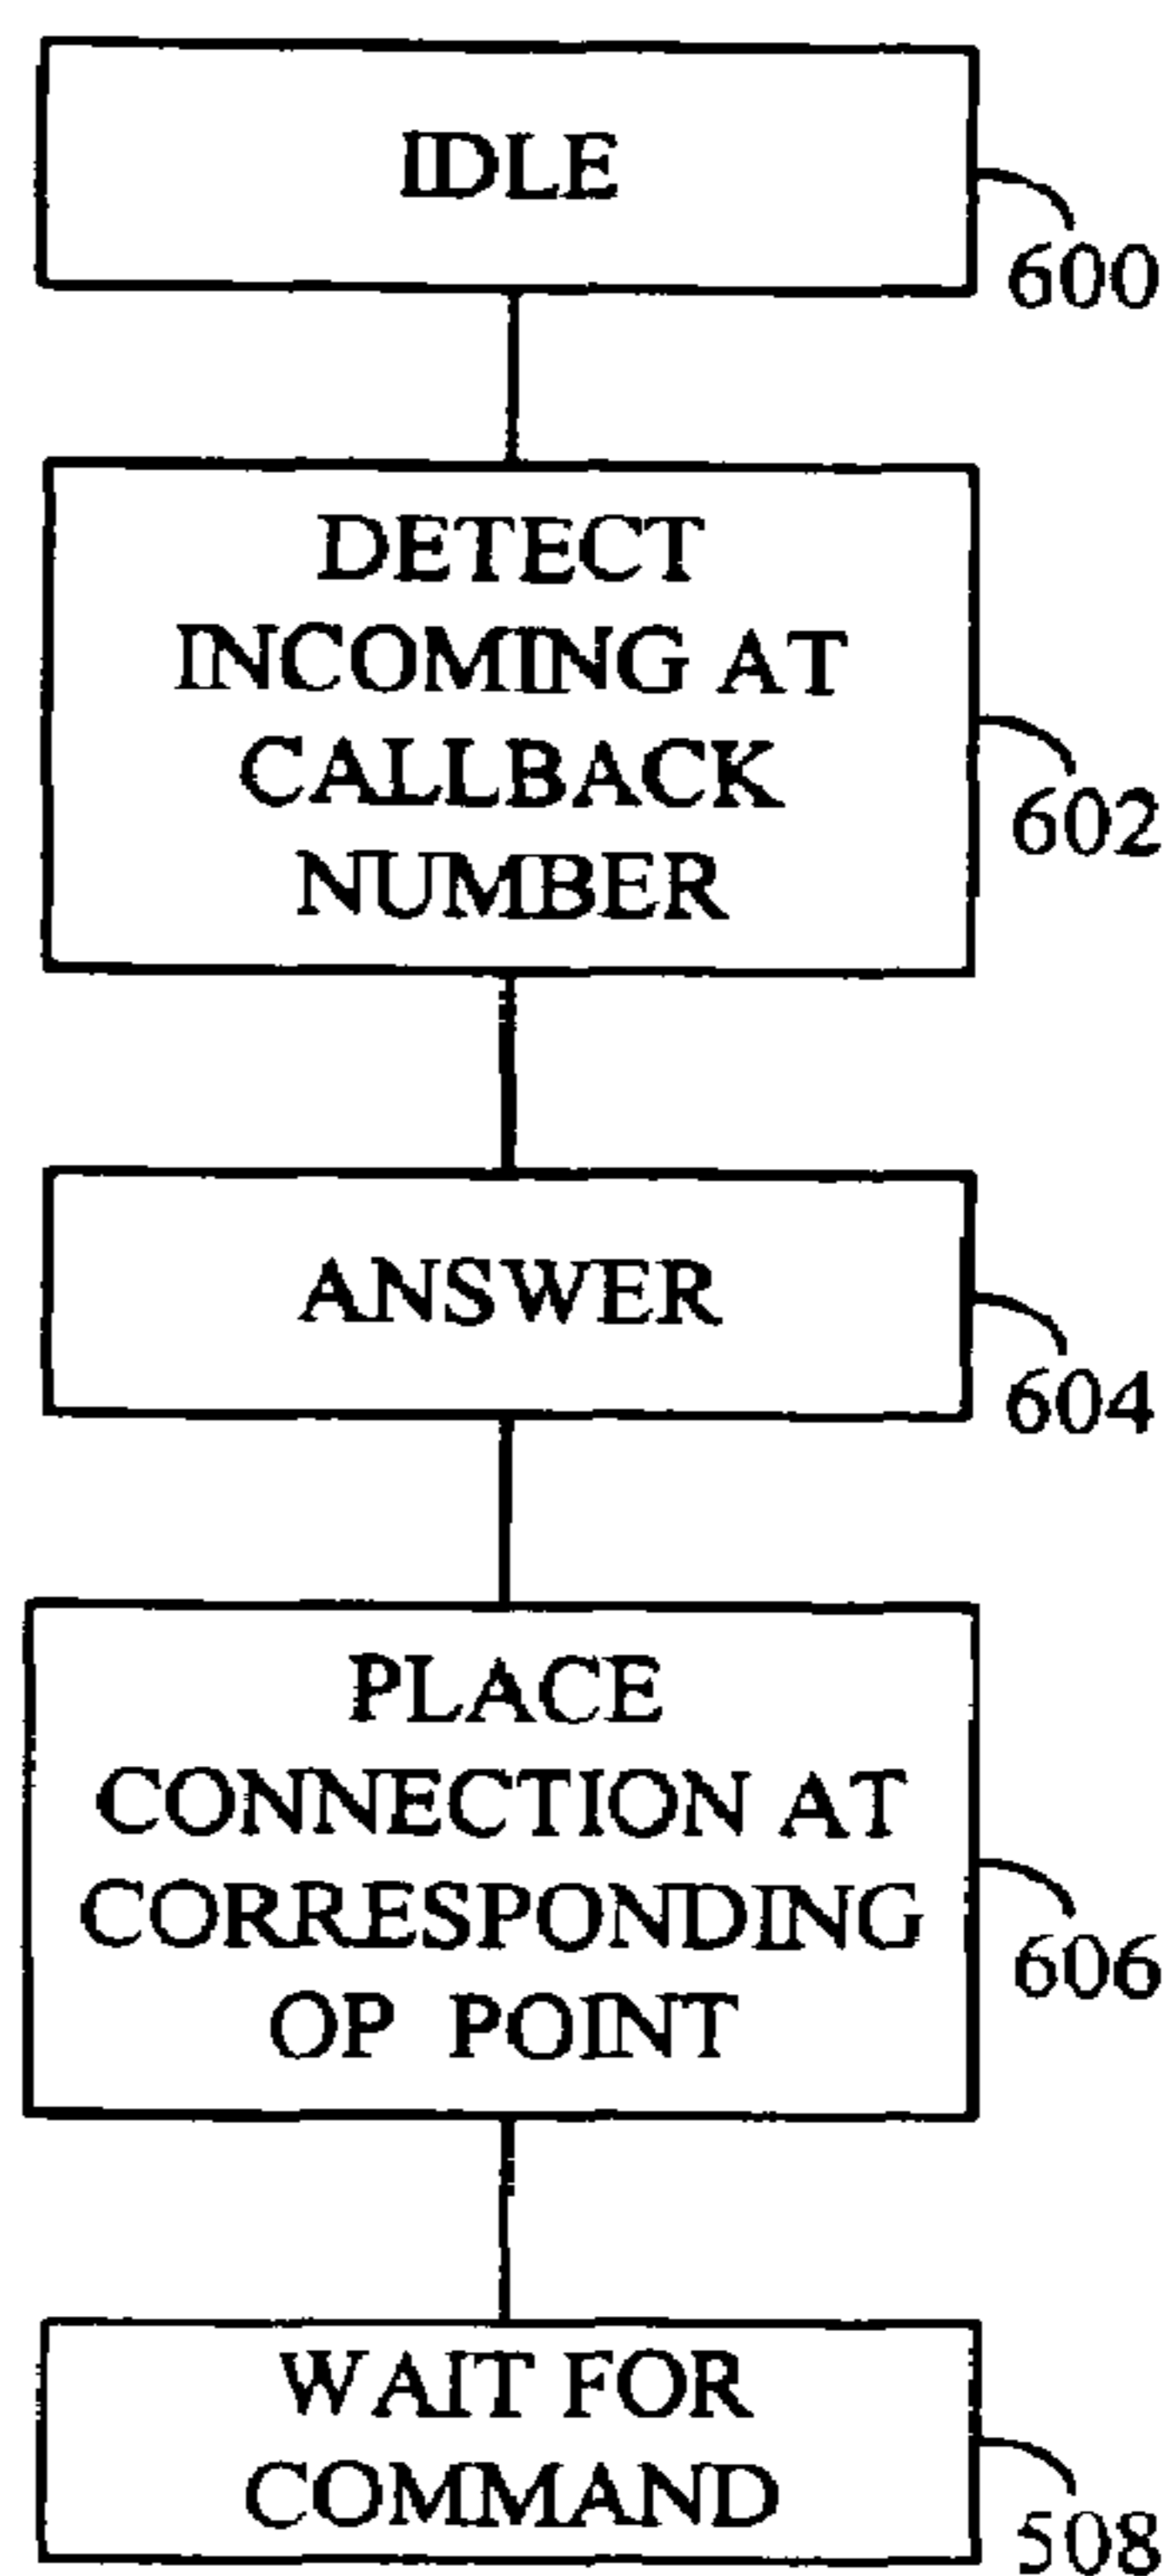 IDLE
600
DETECT
INCOMING AT
CALLBACK
NUMBER
602
ANSWER
604
PLACE
CONNECTION AT
CORRESPONDING
OP POINT
606
WAIT FOR
COMMAND
508